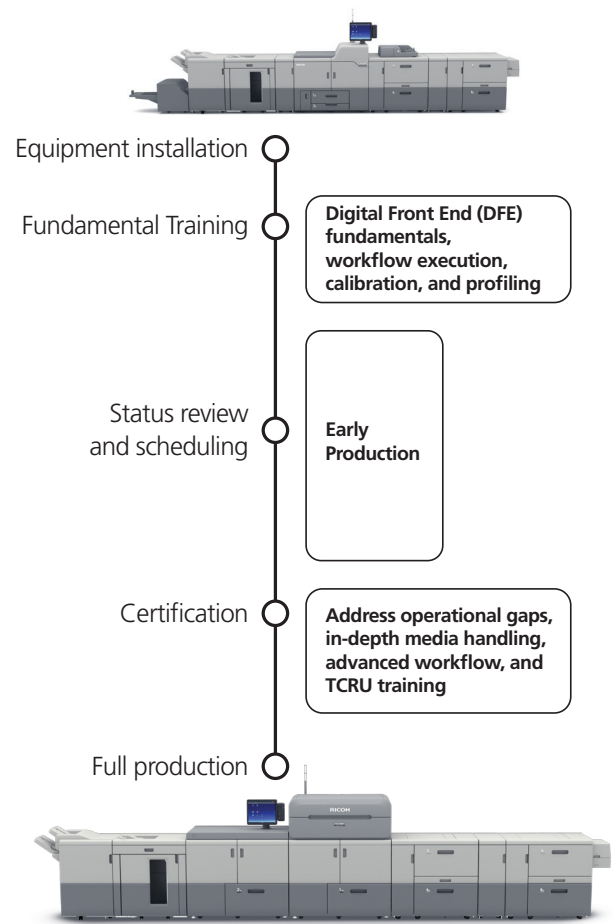 Equipment installation
Fundamental Training
Digital Front End (DFE)
fundamentals,
workflow execution,
calibration, and profiling
Status review
and scheduling
Early
Production
Certification
Address operational gaps,
in-depth media handling,
advanced workflow, and
TCRU training
Full production
RICOH